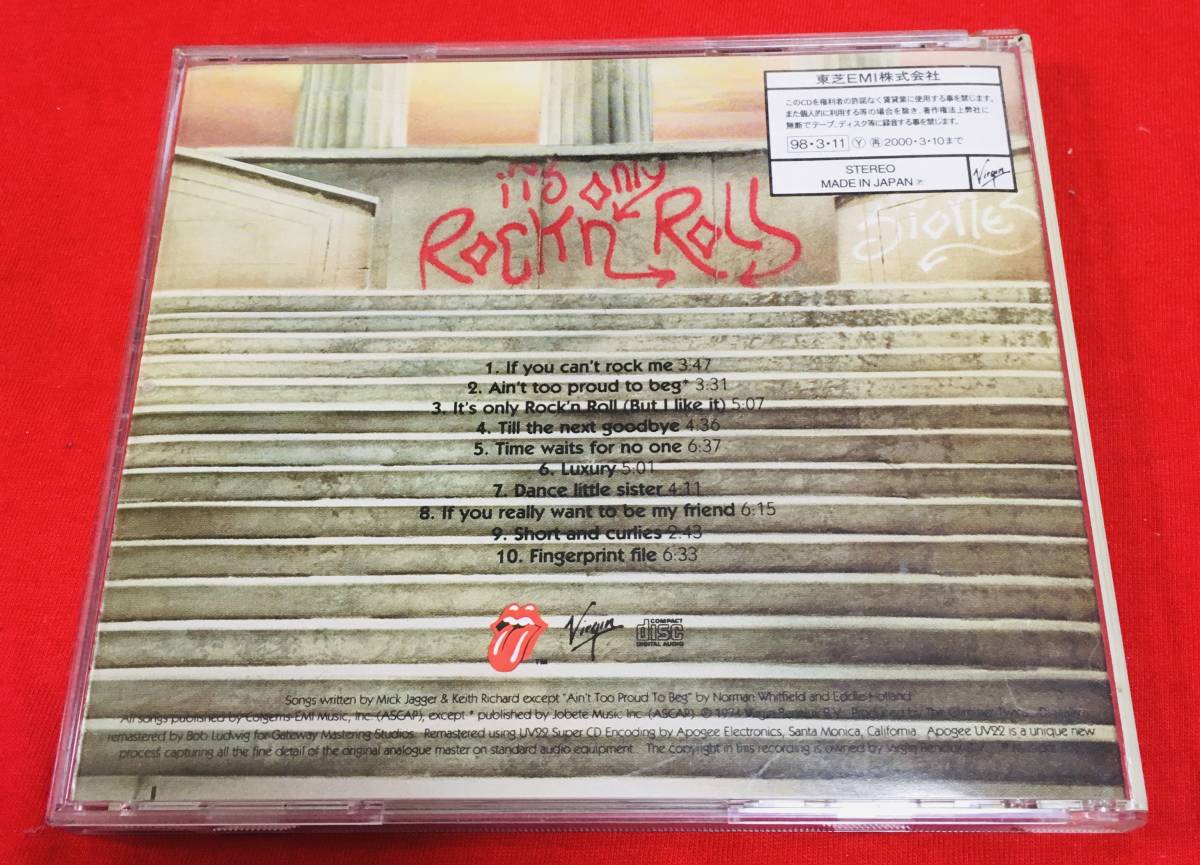 東芝EMI株式会社
このCDを権利者の許諾なく賃貸業に使用する事を禁じます。
また個人的に利用する等の場合を除き、著作権法上弊社に
無断でテープ、ディスク等に録音する事を禁じます。
98・3・11 Ⓨ 再:2000・3・10まで
STEREO
MADE IN JAPAN
Virgin
it's only
Rock'n Roll
Stones
1. If you can't rock me 3:47
2. Ain't too proud to beg* 3:31
3. It's only Rock'n Roll (But I like it) 5:07
4. Till the next goodbye 4:36
5. Time waits for no one 6:37
6. Luxury 5:01
7. Dance little sister 4:11
8. If you really want to be my friend 6:15
9. Short and curlies 2:43
10. Fingerprint file 6:33
TM
Virgin
COMPACT
disc
DIGITAL AUDIO
Songs written by Mick Jagger & Keith Richard except "Ain't Too Proud To Beg" by Norman Whitfield and Eddie Holland
All songs published by Colgems-EMI Music, Inc. (ASCAP), except * published by Jobete Music Inc. (ASCAP) © 1974 Virgin Records B.V. Produced by The
remastered by Bob Ludwig for Gateway Mastering Studios. Remastered using UV22 Super CD Encoding by Apogee Electronics, Santa Monica, California. Apogee UV22 is a unique new
process capturing all the fine detail of the original analogue master on standard audio equipment. The copyright in this recording is owned by Virgin